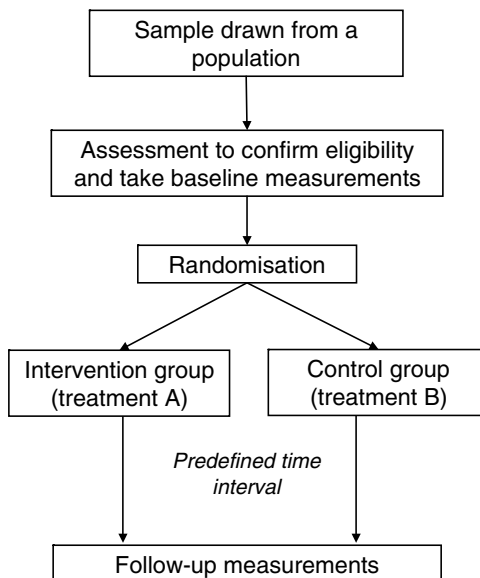 Sample drawn from a
population
Assessment to confirm eligibility
and take baseline measurements
Randomisation
Intervention group
(treatment A)
Control group
(treatment B)
Predefined time
interval
Follow-up measurements